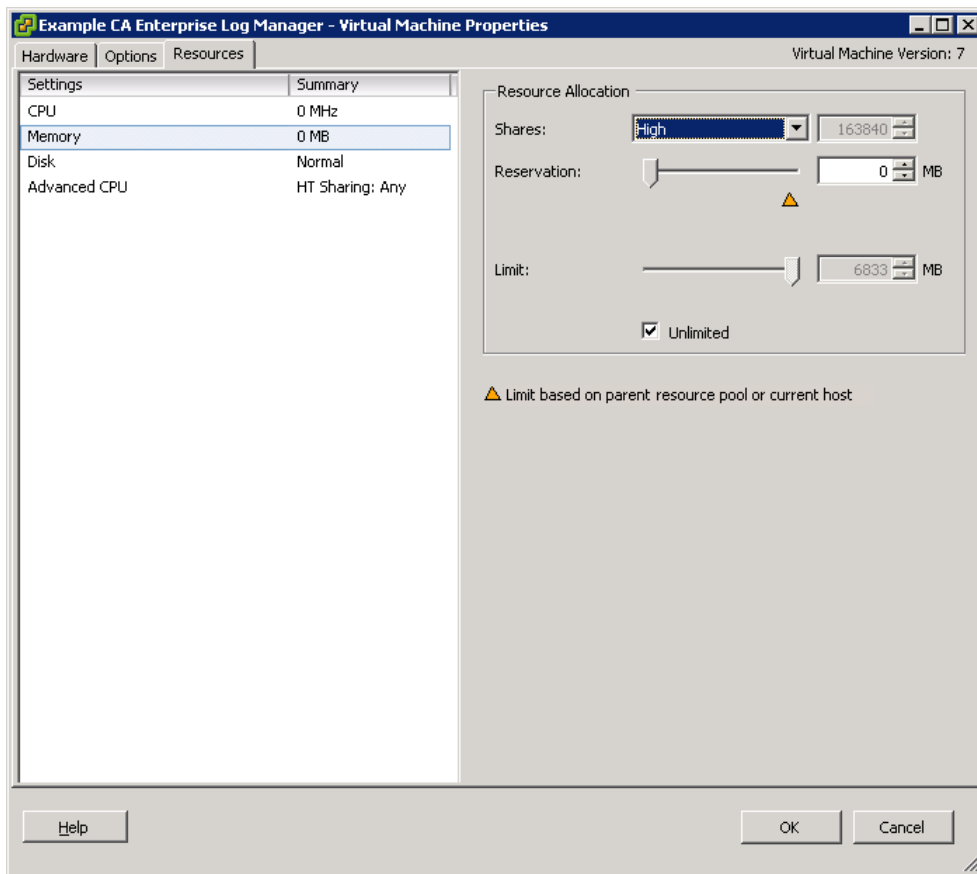 Example CA Enterprise Log Manager - Virtual Machine Properties
Hardware Options Resources Virtual Machine Version: 7
Settings Summary
CPU 0 MHz
Memory 0 MB
Disk Normal
Advanced CPU HT Sharing: Any
Resource Allocation
Shares: High 163840
Reservation: 0 MB
Limit: 6833 MB
Unlimited
Limit based on parent resource pool or current host
Help OK Cancel